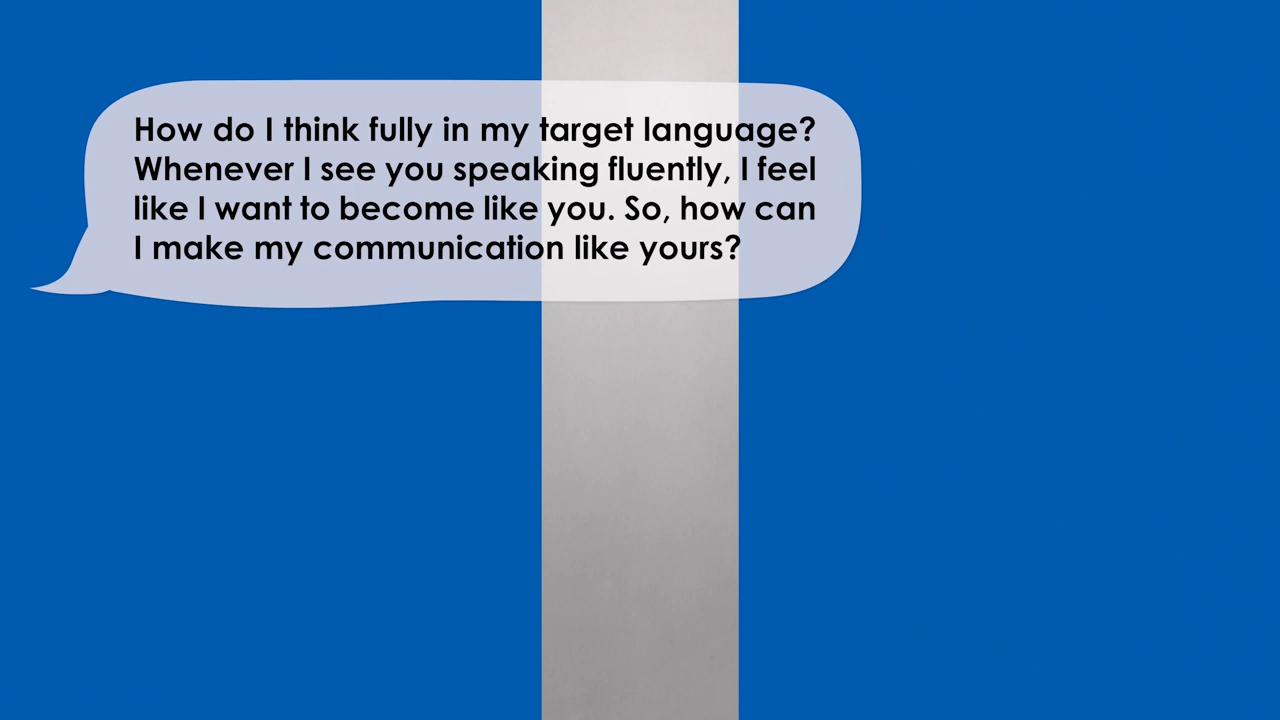 How do I think fully in my target language?
Whenever I see you speaking fluently, I feel
like I want to become like you. So, how can
I make my communication like yours?